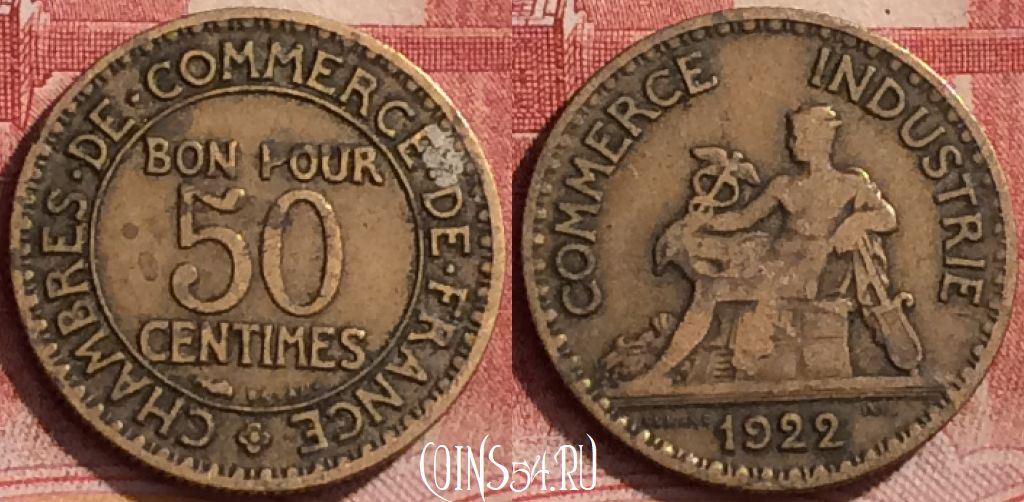 CHAMBRES · DE · COMMERCE · DE · FRANCE
BON POUR
50
CENTIMES
COMMERCE INDUSTRIE
1922
COINS54.RU